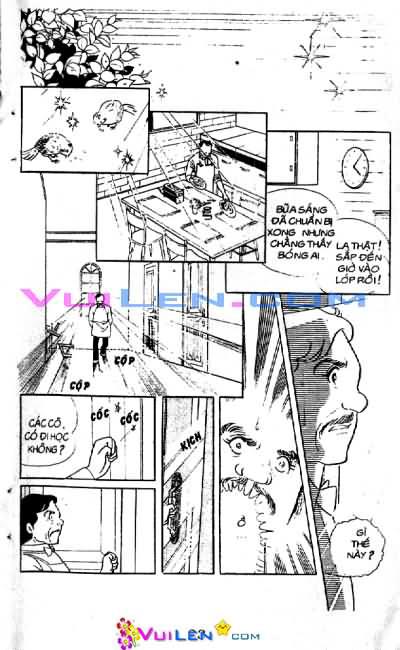 BỮA SÁNG
ĐÃ CHUẨN BỊ
XONG NHƯNG
CHẲNG THẤY
BÓNG AI.
LẠ THẬT!
SẮP ĐẾN
GIỜ VÀO
LỚP RỒI!
VUILEN.COM
CỘP
CỘP
CÁC CÔ,
CÓ ĐI HỌC
KHÔNG?
CỐC
CỐC
KỊCH
Ớ
GÌ
THẾ
NÀY?
VUILEN.COM